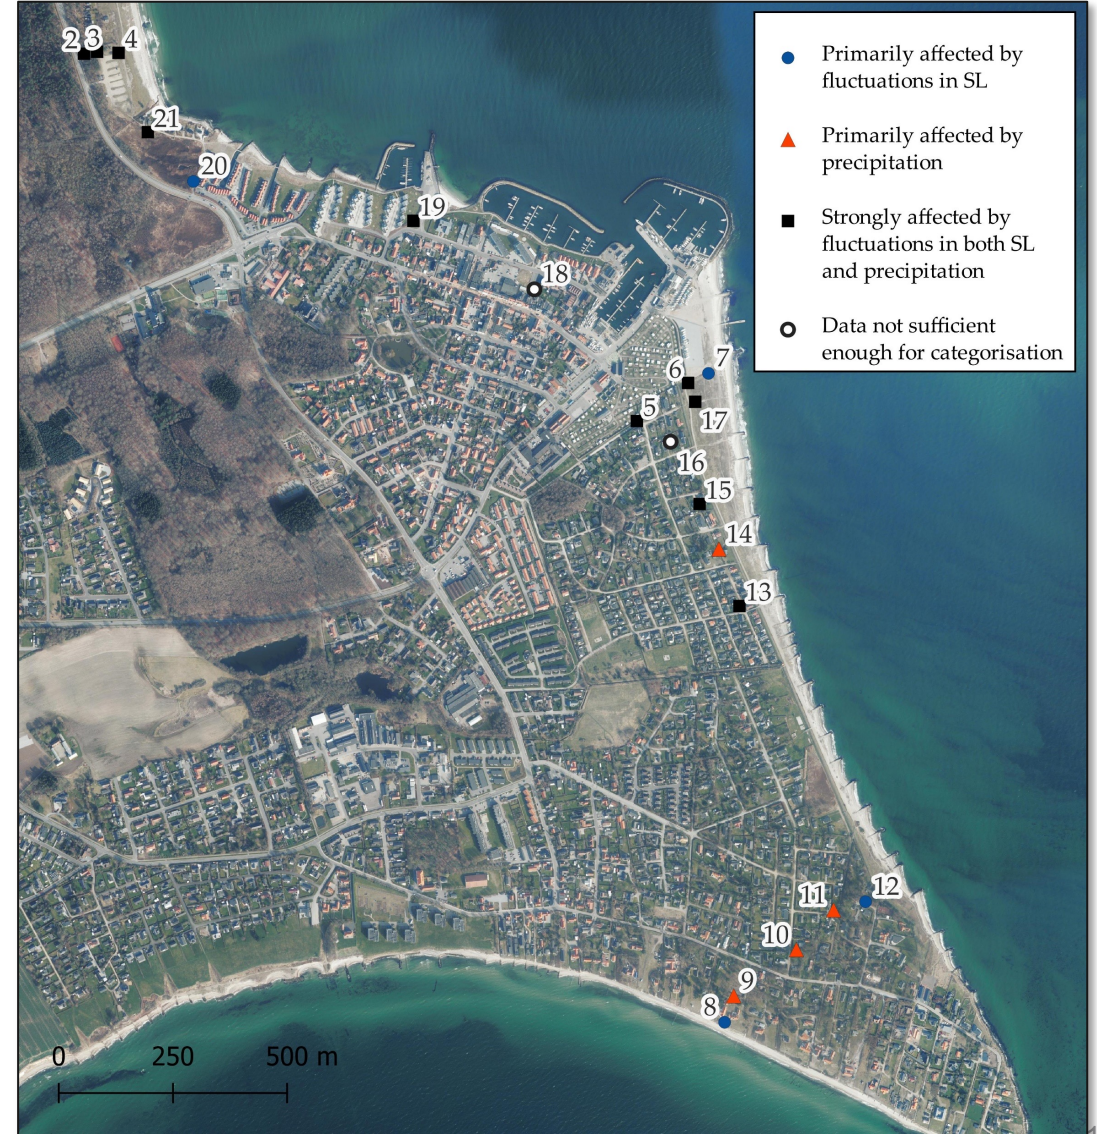 2 3 4
21
20
19
18
7
6
5
17
16
15
14
13
12
11
10
9
8
0 250 500 m
Primarily affected by
fluctuations in SL
Primarily affected by
precipitation
Strongly affected by
fluctuations in both SL
and precipitation
Data not sufficient
enough for categorisation